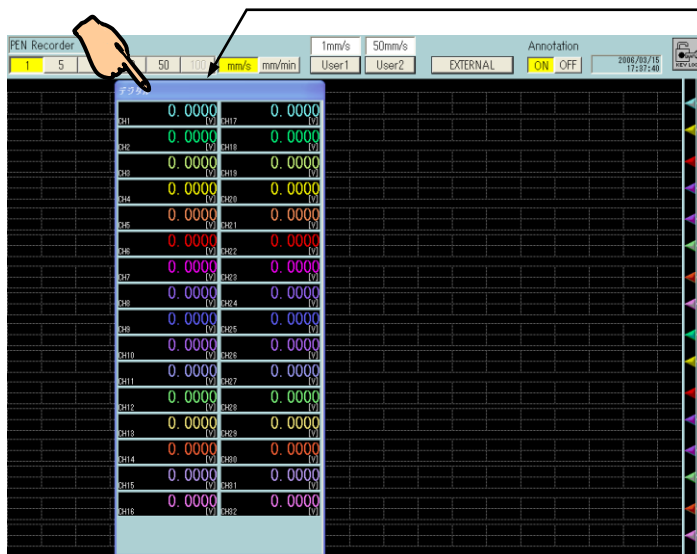 PEN Recorder
1mm/s 50mm/s
Annotation
1 5 50 100 mm/s mm/min User1 User2 EXTERNAL ON OFF
2006/03/15
17:37:40
KEY LOCK
デジタル
0.0000 0.0000
CH1 [V] CH17 [V]
0.0000 0.0000
CH2 [V] CH18 [V]
0.0000 0.0000
CH3 [V] CH19 [V]
0.0000 0.0000
CH4 [V] CH20 [V]
0.0000 0.0000
CH5 [V] CH21 [V]
0.0000 0.0000
CH6 [V] CH22 [V]
0.0000 0.0000
CH7 [V] CH23 [V]
0.0000 0.0000
CH8 [V] CH24 [V]
0.0000 0.0000
CH9 [V] CH25 [V]
0.0000 0.0000
CH10 [V] CH26 [V]
0.0000 0.0000
CH11 [V] CH27 [V]
0.0000 0.0000
CH12 [V] CH28 [V]
0.0000 0.0000
CH13 [V] CH29 [V]
0.0000 0.0000
CH14 [V] CH30 [V]
0.0000 0.0000
CH15 [V] CH31 [V]
0.0000 0.0000
CH16 [V] CH32 [V]